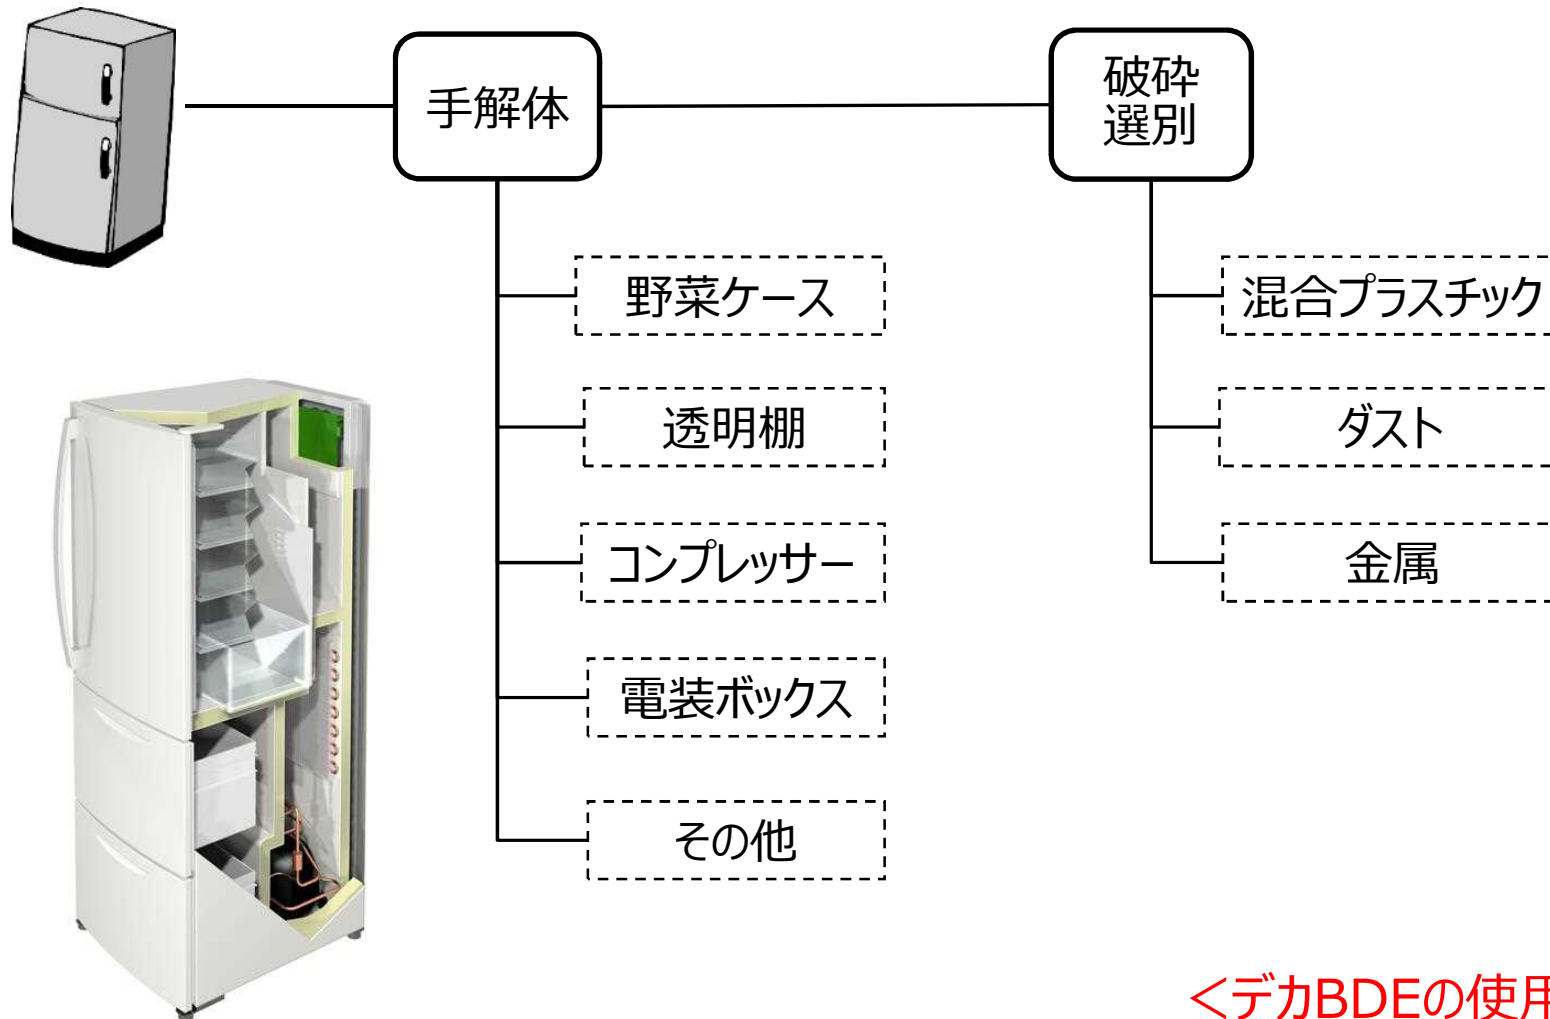 手解体
破砕
選別
野菜ケース
透明棚
コンプレッサー
電装ボックス
その他
混合プラスチック
ダスト
金属
＜デカBDEの使用